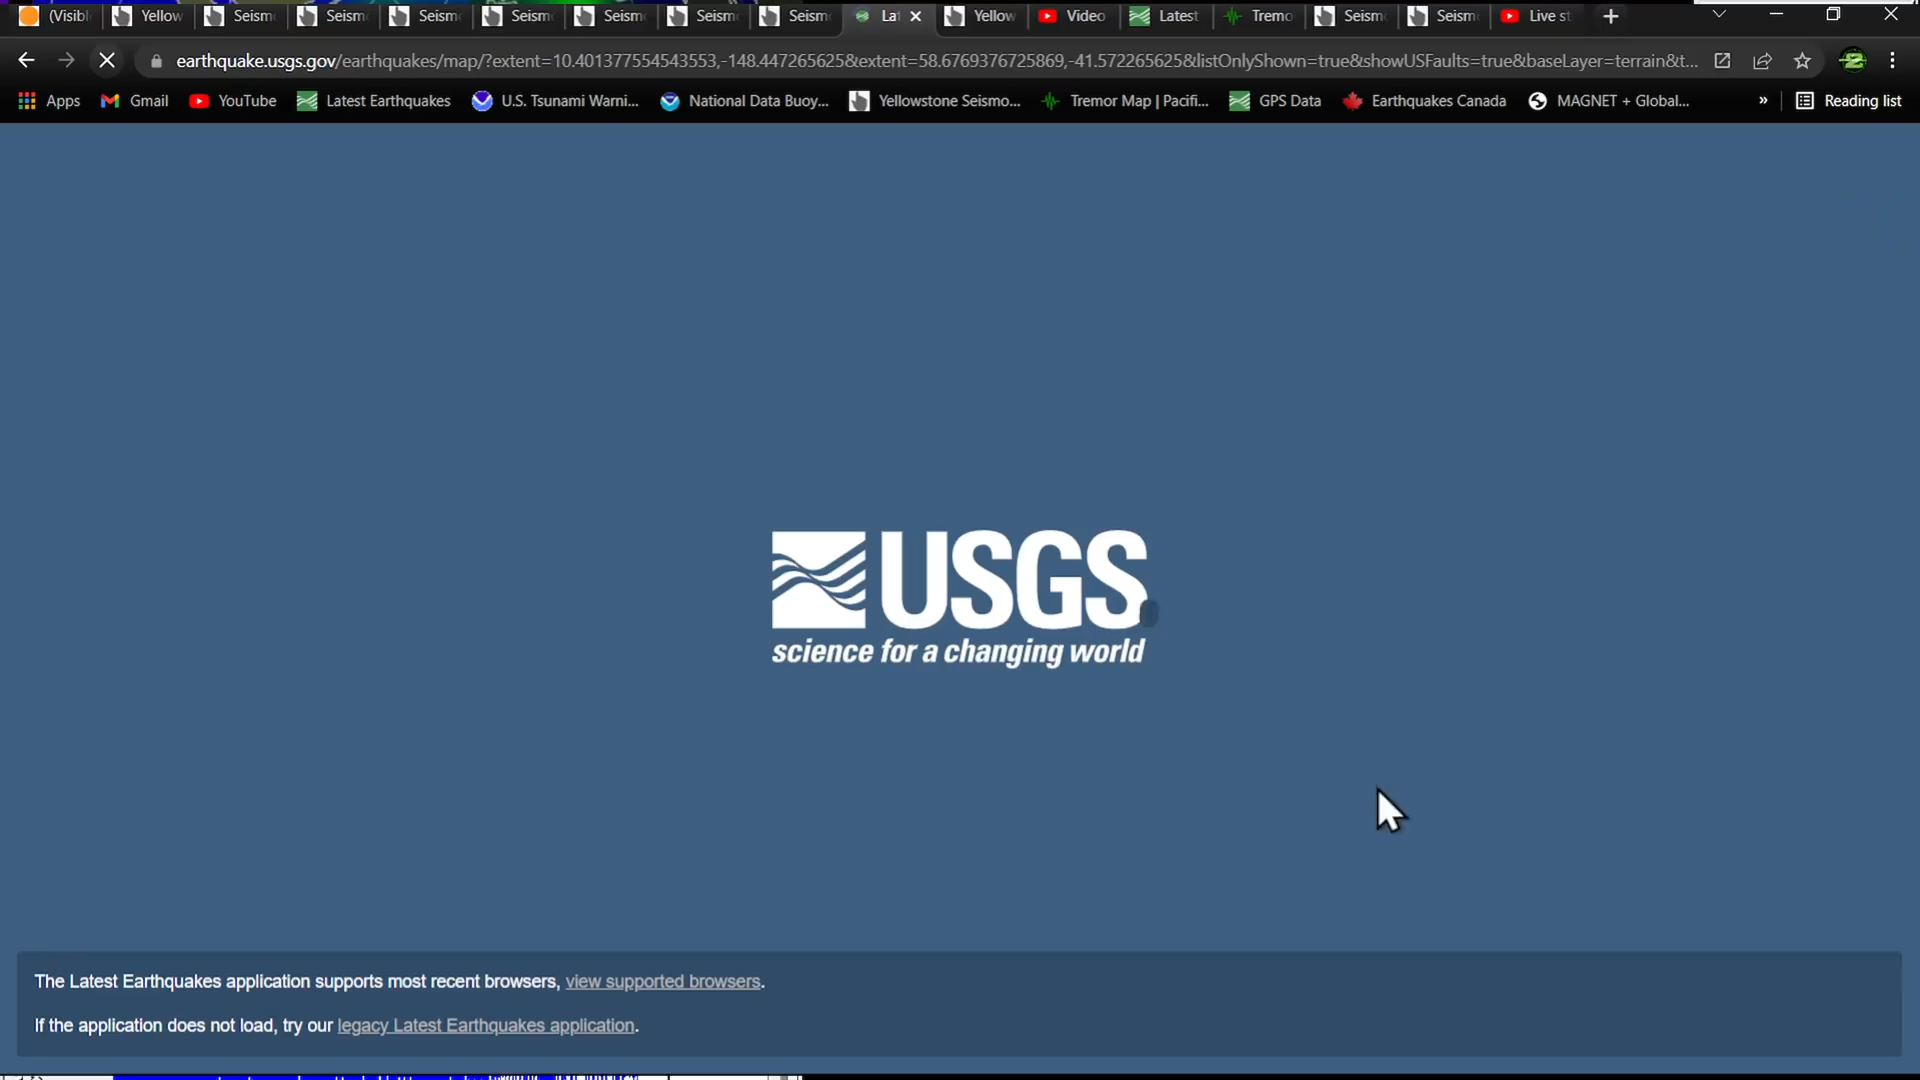 (Visibl
Yellow
Seism
Seism
Seism
Seism
Seism
Seism
Seism
Lat
Yellow
Video
Latest
Tremo
Seism
Seism
Live st
earthquake.usgs.gov/earthquakes/map/?extent=10.401377554543553,-148.447265625&extent=58.6769376725869,-41.572265625&listOnlyShown=true&showUSFaults=true&baseLayer=terrain&t...
Apps
Gmail
YouTube
Latest Earthquakes
U.S. Tsunami Warni...
National Data Buoy...
Yellowstone Seismo...
Tremor Map | Pacifi...
GPS Data
Earthquakes Canada
MAGNET + Global...
»
Reading list
USGS
science for a changing world
The Latest Earthquakes application supports most recent browsers, view supported browsers.
If the application does not load, try our legacy Latest Earthquakes application.